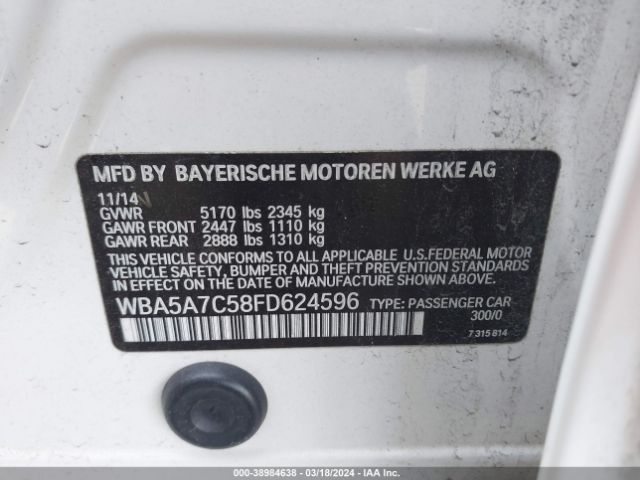 MFD BY BAYERISCHE MOTOREN WERKE AG
11/14
GVWR 5170 lbs 2345 kg
GAWR FRONT 2447 lbs 1110 kg
GAWR REAR 2888 lbs 1310 kg
THIS VEHICLE CONFORMS TO ALL APPLICABLE U.S.FEDERAL MOTOR
VEHICLE SAFETY, BUMPER AND THEFT PREVENTION STANDARDS
IN EFFECT ON THE DATE OF MANUFACTURE SHOWN ABOVE.
WBA5A7C58FD624596 TYPE: PASSENGER CAR
300/0
7 315 814
000-38984638 - 03/18/2024 - IAA Inc.